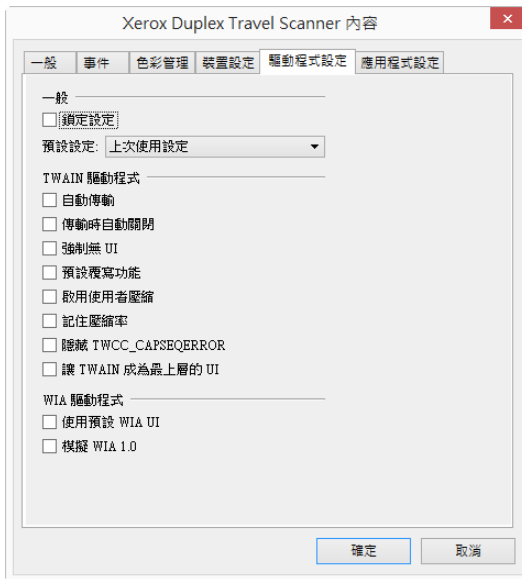 Xerox Duplex Travel Scanner 內容
一般 事件 色彩管理 裝置設定 驅動程式設定 應用程式設定
一般
鎖定設定
預設設定: 上次使用設定
TWAIN 驅動程式
自動傳輸
傳輸時自動關閉
強制無 UI
預設覆寫功能
啟用使用者壓縮
記住壓縮率
隱藏 TWCC_CAPSEQERROR
讓 TWAIN 成為最上層的 UI
WIA 驅動程式
使用預設 WIA UI
模擬 WIA 1.0
確定 取消